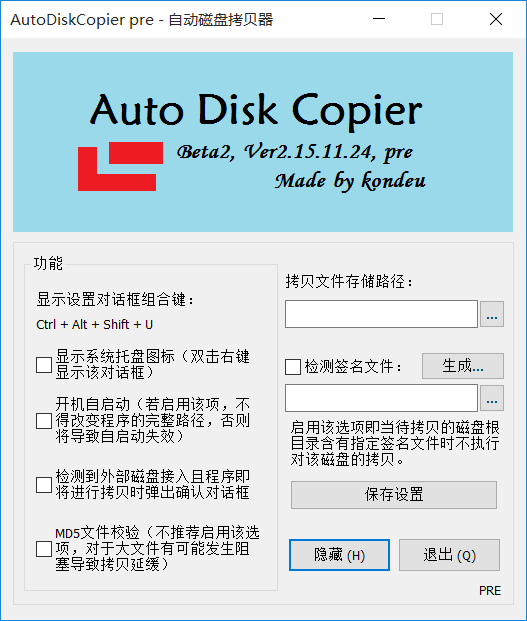 AutoDiskCopier pre - 自动磁盘拷贝器
Auto Disk Copier
Beta2, Ver2.15.11.24, pre
Made by kondeu
功能
显示设置对话框组合键：
Ctrl + Alt + Shift + U
显示系统托盘图标（双击右键
显示该对话框）
开机自启动（若启用该项，不
得改变程序的完整路径，否则
将导致自启动失效）
检测到外部磁盘接入且程序即
将进行拷贝时弹出确认对话框
MD5文件校验（不推荐启用该选
项，对于大文件有可能发生阻
塞导致拷贝延缓）
拷贝文件存储路径：
...
检测签名文件：
生成...
...
启用该选项即当待拷贝的磁盘根
目录含有指定签名文件时不执行
对该磁盘的拷贝。
保存设置
隐藏 (H)
退出 (Q)
PRE